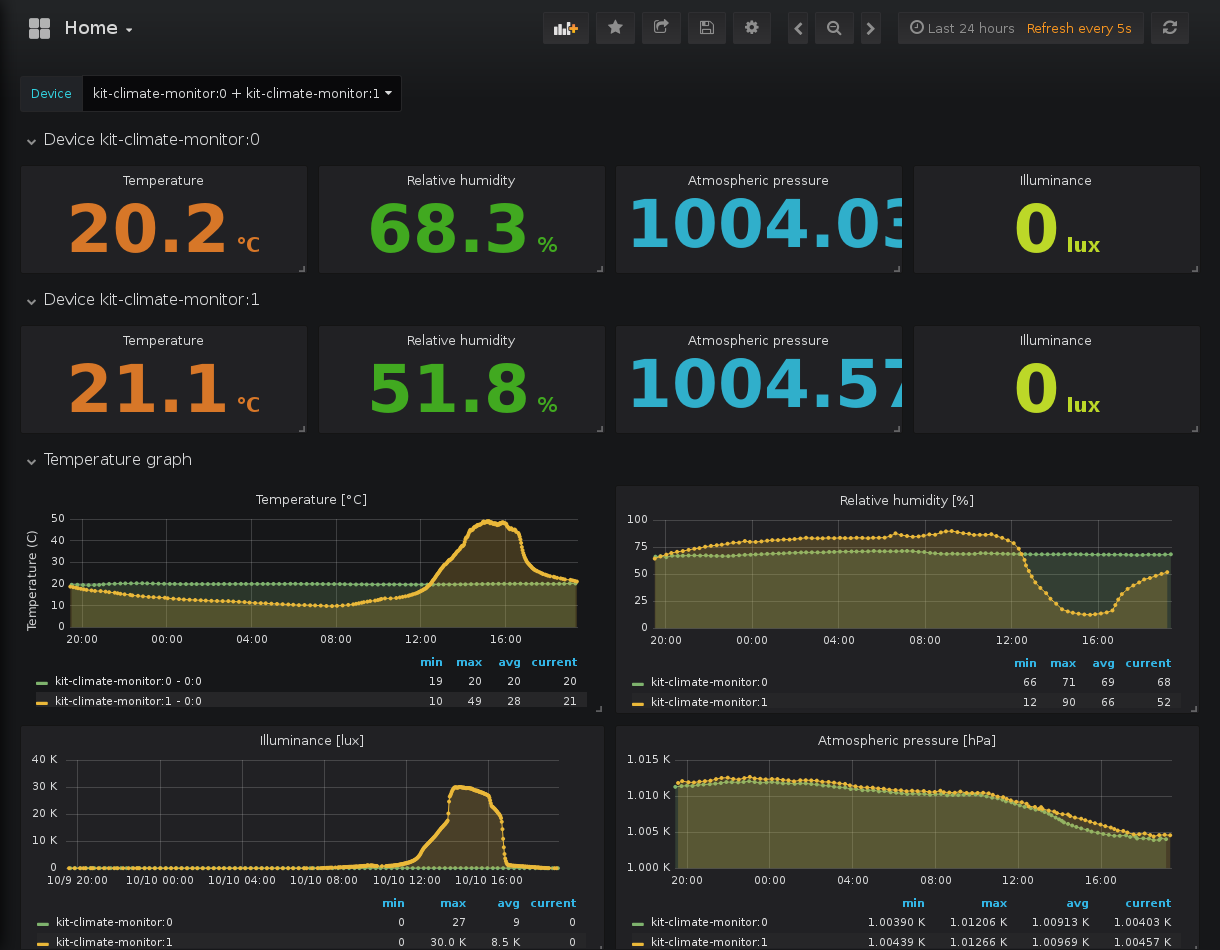 Home
Last 24 hours Refresh every 5s
Device kit-climate-monitor:0 + kit-climate-monitor:1
Device kit-climate-monitor:0
Temperature Relative humidity Atmospheric pressure Illuminance
20.2 °C 68.3 % 1004.03 0 lux
Device kit-climate-monitor:1
Temperature Relative humidity Atmospheric pressure Illuminance
21.1 °C 51.8 % 1004.57 0 lux
Temperature graph
Temperature [°C]
Temperature (C)
50
40
30
20
10
0
20:00 00:00 04:00 08:00 12:00 16:00
min max avg current
kit-climate-monitor:0 - 0:0 19 20 20 20
kit-climate-monitor:1 - 0:0 10 49 28 21
Relative humidity [%]
100
75
50
25
0
20:00 00:00 04:00 08:00 12:00 16:00
min max avg current
kit-climate-monitor:0 66 71 69 68
kit-climate-monitor:1 12 90 66 52
Illuminance [lux]
40 K
30 K
20 K
10 K
0
10/9 20:00 10/10 00:00 10/10 04:00 10/10 08:00 10/10 12:00 10/10 16:00
min max avg current
kit-climate-monitor:0 0 27 9 0
kit-climate-monitor:1 0 30.0 K 8.5 K 0
Atmospheric pressure [hPa]
1.015 K
1.010 K
1.005 K
1.000 K
20:00 00:00 04:00 08:00 12:00 16:00
min max avg current
kit-climate-monitor:0 1.00390 K 1.01206 K 1.00913 K 1.00403 K
kit-climate-monitor:1 1.00439 K 1.01266 K 1.00969 K 1.00457 K